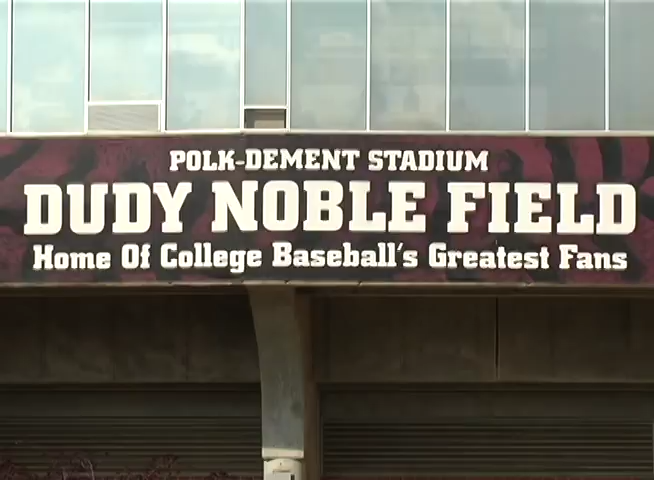 POLK-DEMENT STADIUM
DUDY NOBLE FIELD
Home Of College Baseball's Greatest Fans